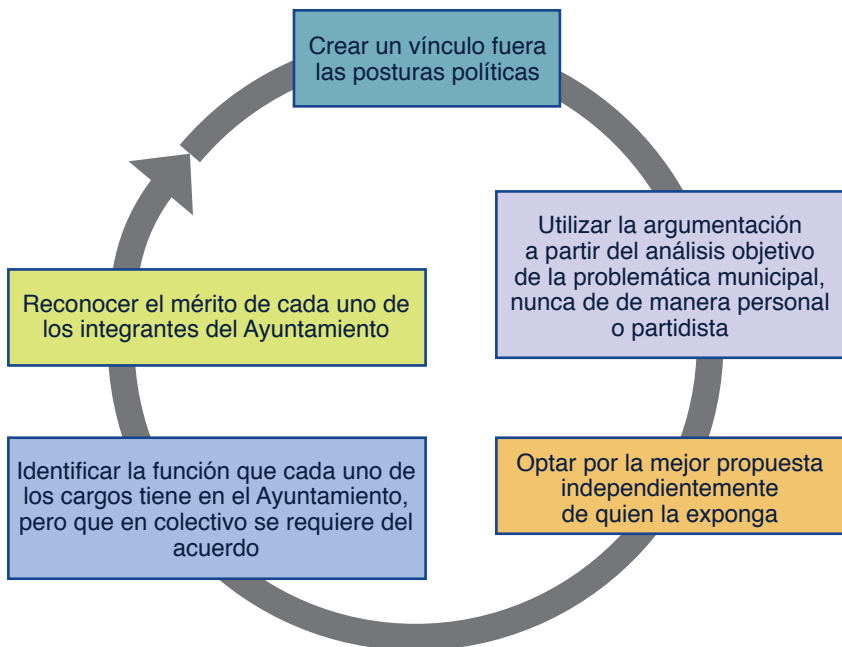 Crear un vínculo fuera
las posturas políticas
Utilizar la argumentación
a partir del análisis objetivo
de la problemática municipal,
nunca de de manera personal
o partidista
Optar por la mejor propuesta
independientemente
de quien la exponga
Identificar la función que cada uno de
los cargos tiene en el Ayuntamiento,
pero que en colectivo se requiere del
acuerdo
Reconocer el mérito de cada uno de
los integrantes del Ayuntamiento